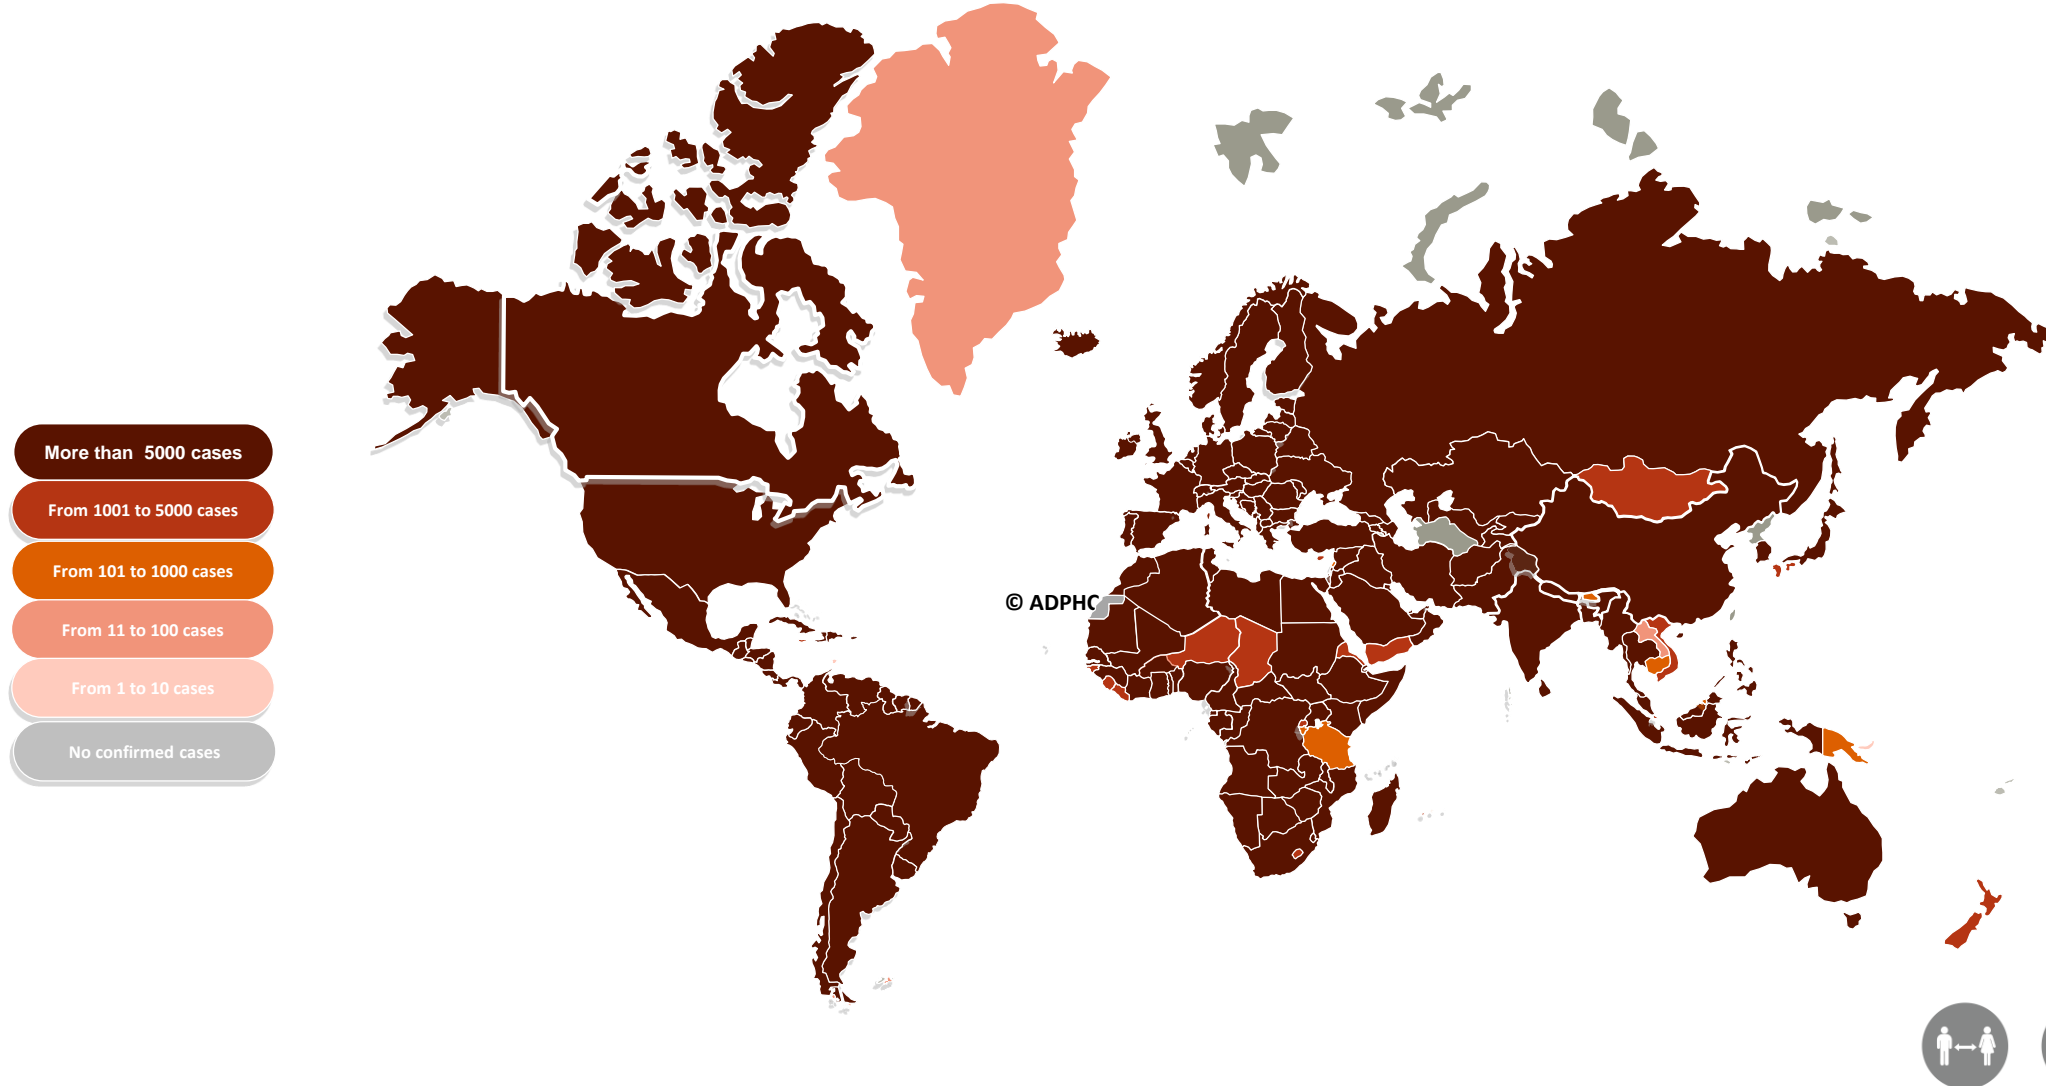 More than  5000 cases
From 1001 to 5000 cases
From 101 to 1000 cases
From 11 to 100 cases
From 1 to 10 cases
No confirmed cases
© ADPHC